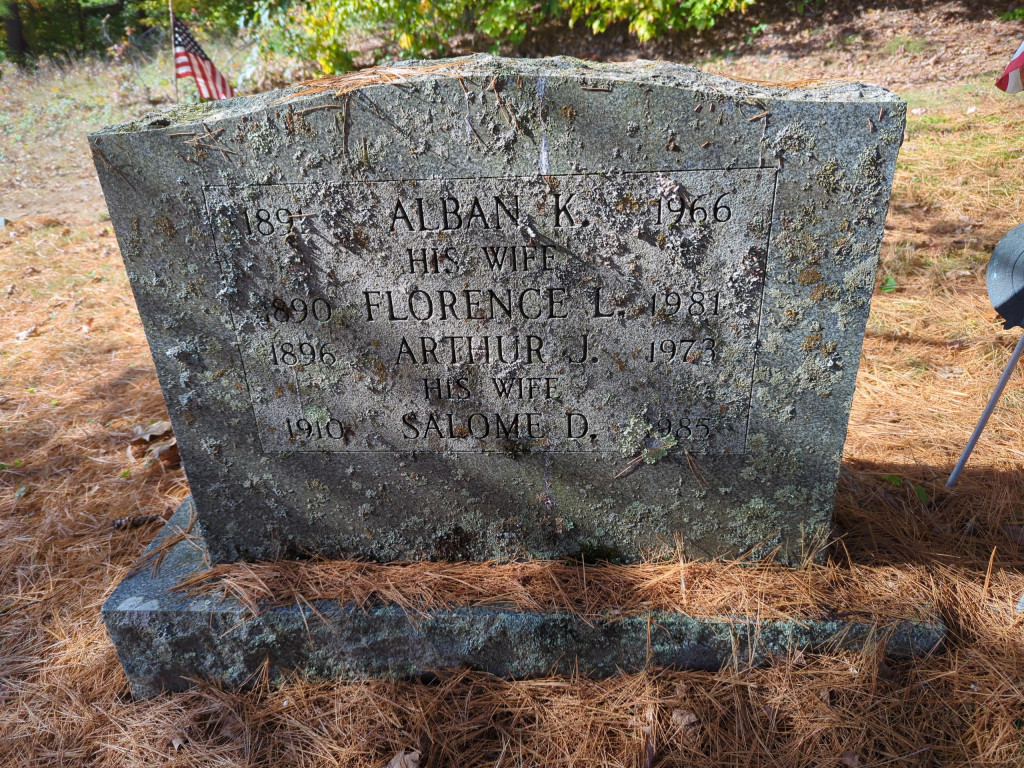 ALBAN K. 1966
HIS WIFE
1890 FLORENCE L. 1981
1896 ARTHUR J. 1973
HIS WIFE
1910 SALOME D. 1985